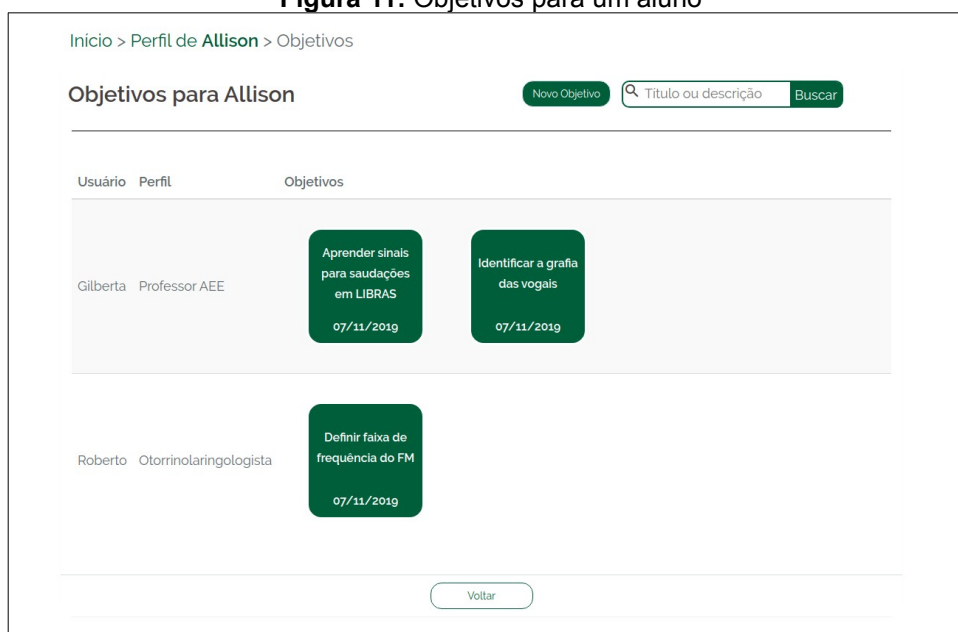 Figura 11: Objetivos para um aluno
Início > Perfil de Allison > Objetivos
Objetivos para Allison
Novo Objetivo
Titulo ou descrição
Buscar
Usuário Perfil Objetivos
Gilberta Professor AEE
Aprender sinais
para saudações
em LIBRAS
07/11/2019
Identificar a grafia
das vogais
07/11/2019
Roberto Otorrinolaringologista
Definir faixa de
frequência do FM
07/11/2019
Voltar